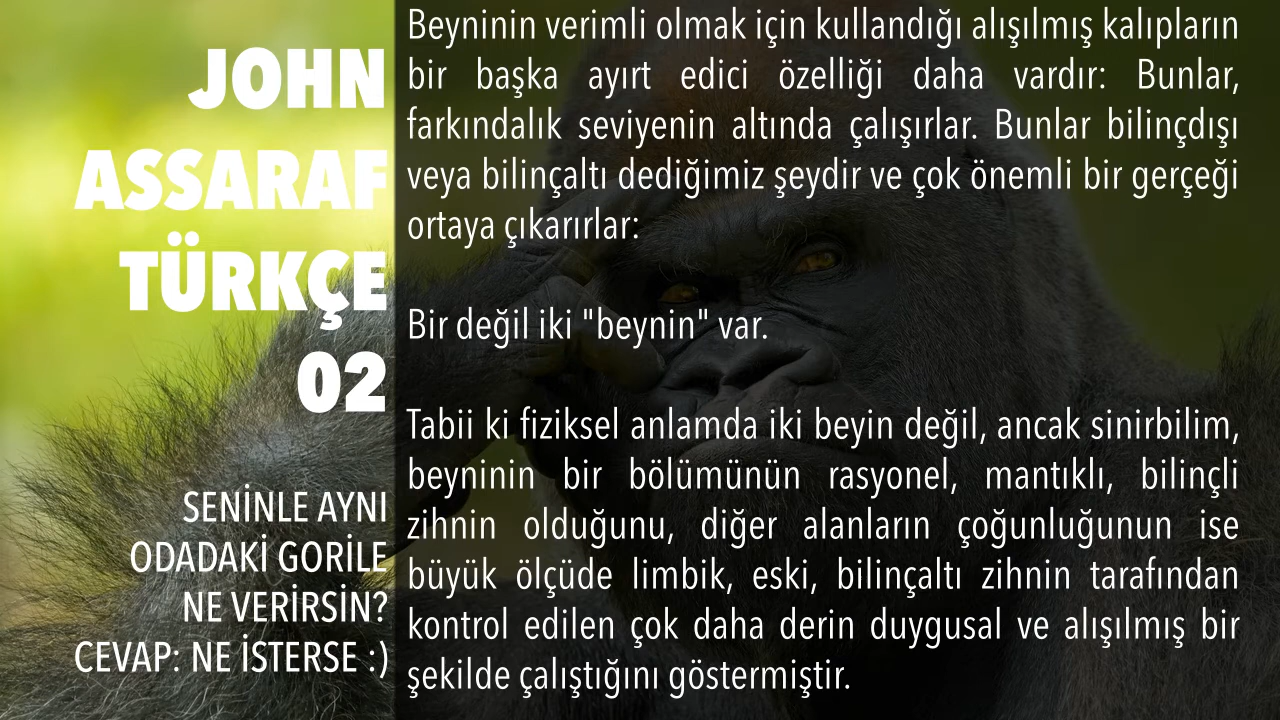 JOHN
ASSARAF
TÜRKÇE
02
SENİNLE AYNI
ODADAKİ GORİLE
NE VERİRSİN?
CEVAP: NE İSTERSE :)
Beyninin verimli olmak için kullandığı alışılmış kalıpların
bir başka ayırt edici özelliği daha vardır: Bunlar,
farkındalık seviyenin altında çalışırlar. Bunlar bilinçdışı
veya bilinçaltı dediğimiz şeydir ve çok önemli bir gerçeği
ortaya çıkarırlar:
Bir değil iki "beynin" var.
Tabii ki fiziksel anlamda iki beyin değil, ancak sinirbilim,
beyninin bir bölümünün rasyonel, mantıklı, bilinçli
zihnin olduğunu, diğer alanların çoğunluğunun ise
büyük ölçüde limbik, eski, bilinçaltı zihnin tarafından
kontrol edilen çok daha derin duygusal ve alışılmış bir
şekilde çalıştığını göstermiştir.